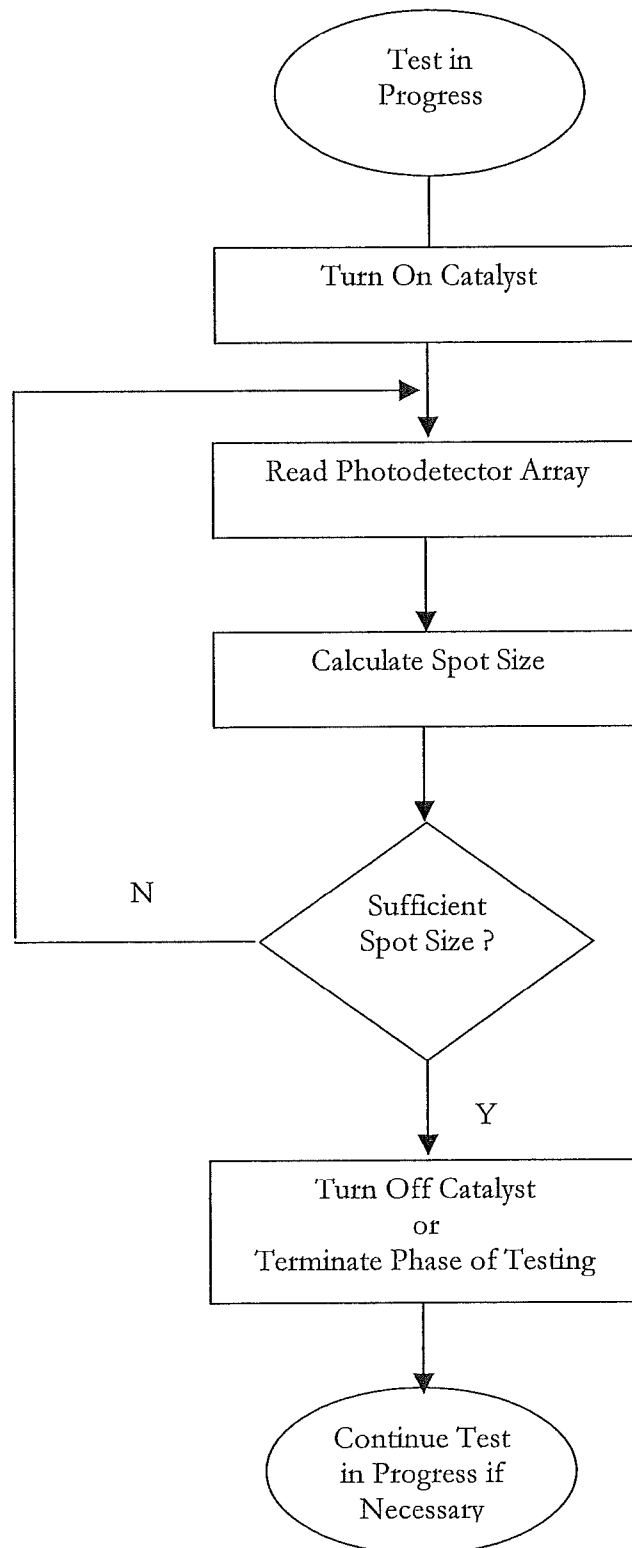 Test in
Progress
Turn On Catalyst
Read Photodetector Array
Calculate Spot Size
N
Sufficient
Spot Size ?
Y
Turn Off Catalyst
or
Terminate Phase of Testing
Continue Test
in Progress if
Necessary